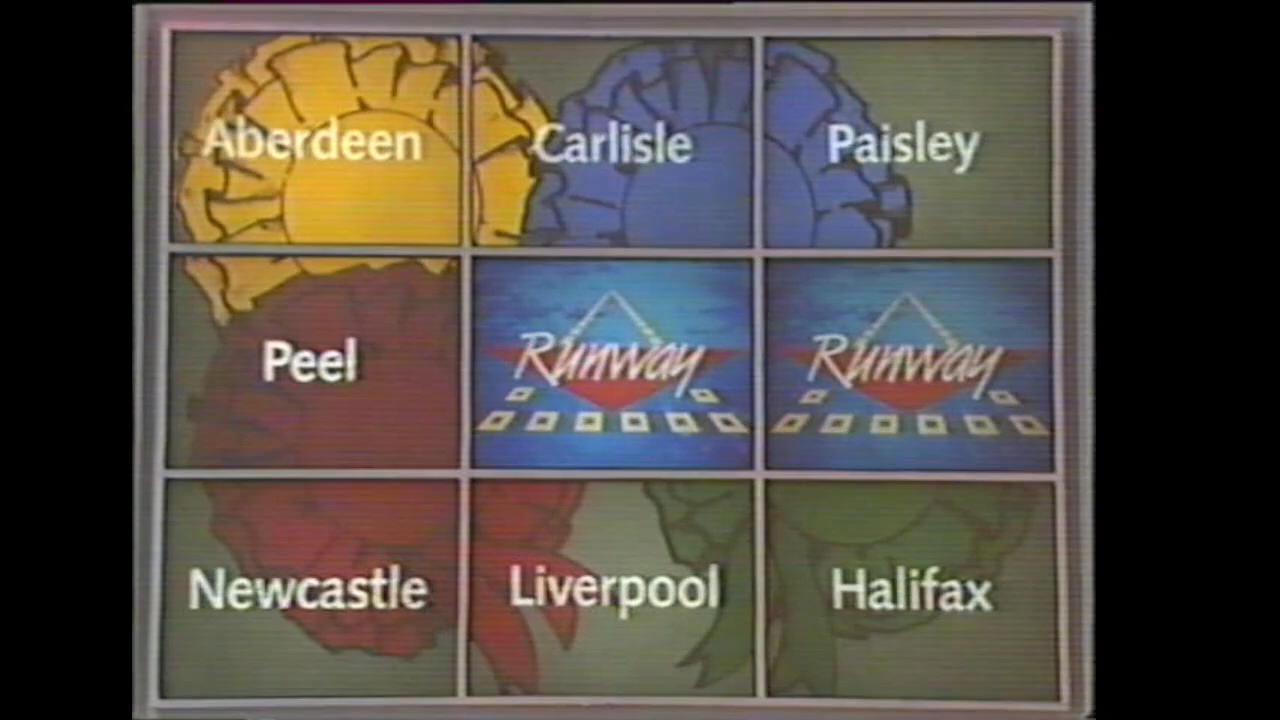 Aberdeen
Carlisle
Paisley
Peel
Runway
Runway
Newcastle
Liverpool
Halifax